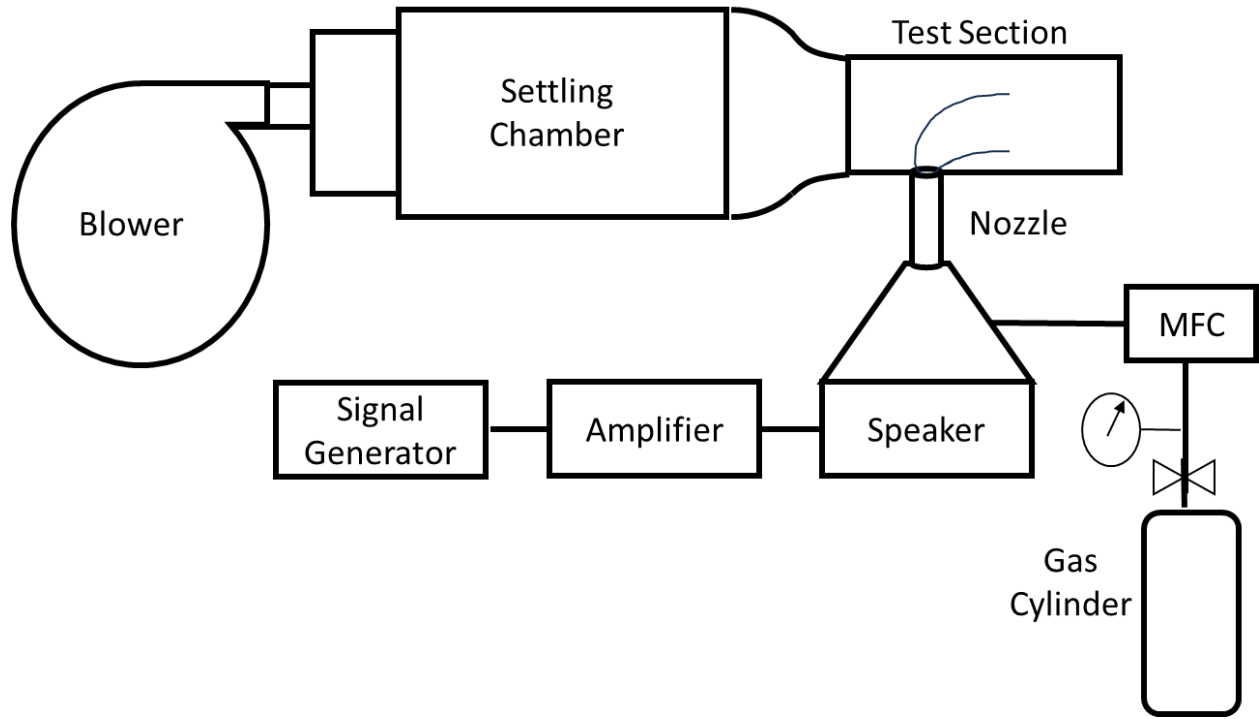 Test Section
Settling
Chamber
Blower
Nozzle
MFC
Signal
Generator
Amplifier
Speaker
Gas
Cylinder